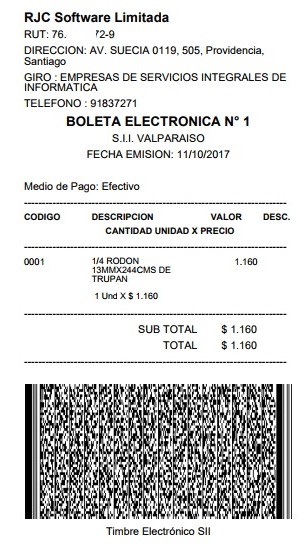 RJC Software Limitada
RUT: 76. 72-9
DIRECCION: AV. SUECIA 0119, 505, Providencia,
Santiago
GIRO : EMPRESAS DE SERVICIOS INTEGRALES DE
INFORMATICA
TELEFONO : 91837271
BOLETA ELECTRONICA N° 1
S.I.I. VALPARAISO
FECHA EMISION: 11/10/2017
Medio de Pago: Efectivo
CODIGO DESCRIPCION VALOR DESC.
CANTIDAD UNIDAD X PRECIO
0001 1/4 RODON 1.160
13MMX244CMS DE
TRUPAN
1 Und X $ 1.160
SUB TOTAL $ 1.160
TOTAL $ 1.160
Timbre Electrónico SII